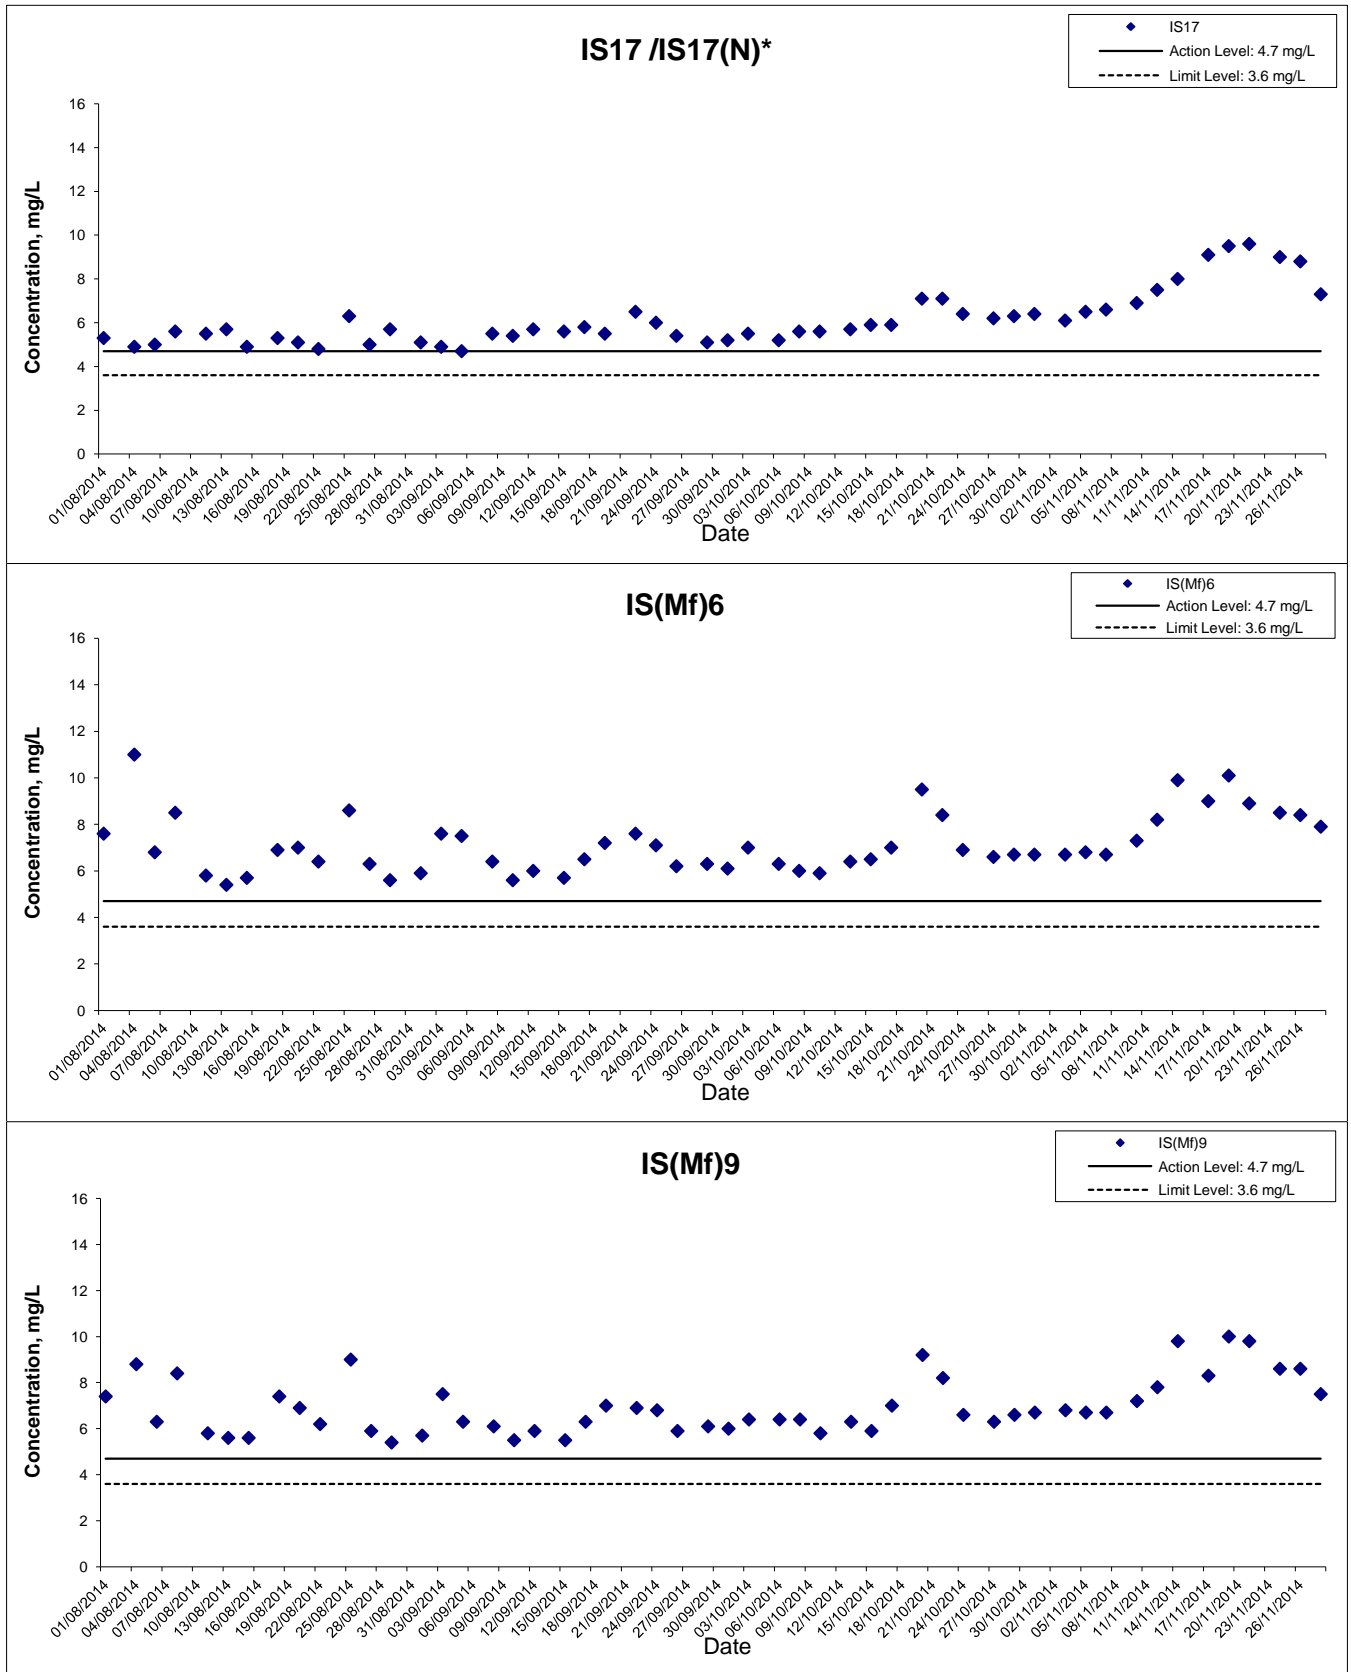 IS17 /IS17(N)*
IS17
Action Level: 4.7 mg/L
Limit Level: 3.6 mg/L
Concentration, mg/L
16
14
12
10
8
6
4
2
0
01/08/2014 04/08/2014 07/08/2014 10/08/2014 13/08/2014 16/08/2014 19/08/2014 22/08/2014 25/08/2014 28/08/2014 31/08/2014 03/09/2014 06/09/2014 09/09/2014 12/09/2014 15/09/2014 18/09/2014 21/09/2014 24/09/2014 27/09/2014 30/09/2014 03/10/2014 06/10/2014 09/10/2014 12/10/2014 15/10/2014 18/10/2014 21/10/2014 24/10/2014 27/10/2014 30/10/2014 02/11/2014 05/11/2014 08/11/2014 11/11/2014 14/11/2014 17/11/2014 20/11/2014 23/11/2014 26/11/2014
Date
IS(Mf)6
IS(Mf)6
Action Level: 4.7 mg/L
Limit Level: 3.6 mg/L
Concentration, mg/L
16
14
12
10
8
6
4
2
0
01/08/2014 04/08/2014 07/08/2014 10/08/2014 13/08/2014 16/08/2014 19/08/2014 22/08/2014 25/08/2014 28/08/2014 31/08/2014 03/09/2014 06/09/2014 09/09/2014 12/09/2014 15/09/2014 18/09/2014 21/09/2014 24/09/2014 27/09/2014 30/09/2014 03/10/2014 06/10/2014 09/10/2014 12/10/2014 15/10/2014 18/10/2014 21/10/2014 24/10/2014 27/10/2014 30/10/2014 02/11/2014 05/11/2014 08/11/2014 11/11/2014 14/11/2014 17/11/2014 20/11/2014 23/11/2014 26/11/2014
Date
IS(Mf)9
IS(Mf)9
Action Level: 4.7 mg/L
Limit Level: 3.6 mg/L
Concentration, mg/L
16
14
12
10
8
6
4
2
0
01/08/2014 04/08/2014 07/08/2014 10/08/2014 13/08/2014 16/08/2014 19/08/2014 22/08/2014 25/08/2014 28/08/2014 31/08/2014 03/09/2014 06/09/2014 09/09/2014 12/09/2014 15/09/2014 18/09/2014 21/09/2014 24/09/2014 27/09/2014 30/09/2014 03/10/2014 06/10/2014 09/10/2014 12/10/2014 15/10/2014 18/10/2014 21/10/2014 24/10/2014 27/10/2014 30/10/2014 02/11/2014 05/11/2014 08/11/2014 11/11/2014 14/11/2014 17/11/2014 20/11/2014 23/11/2014 26/11/2014
Date